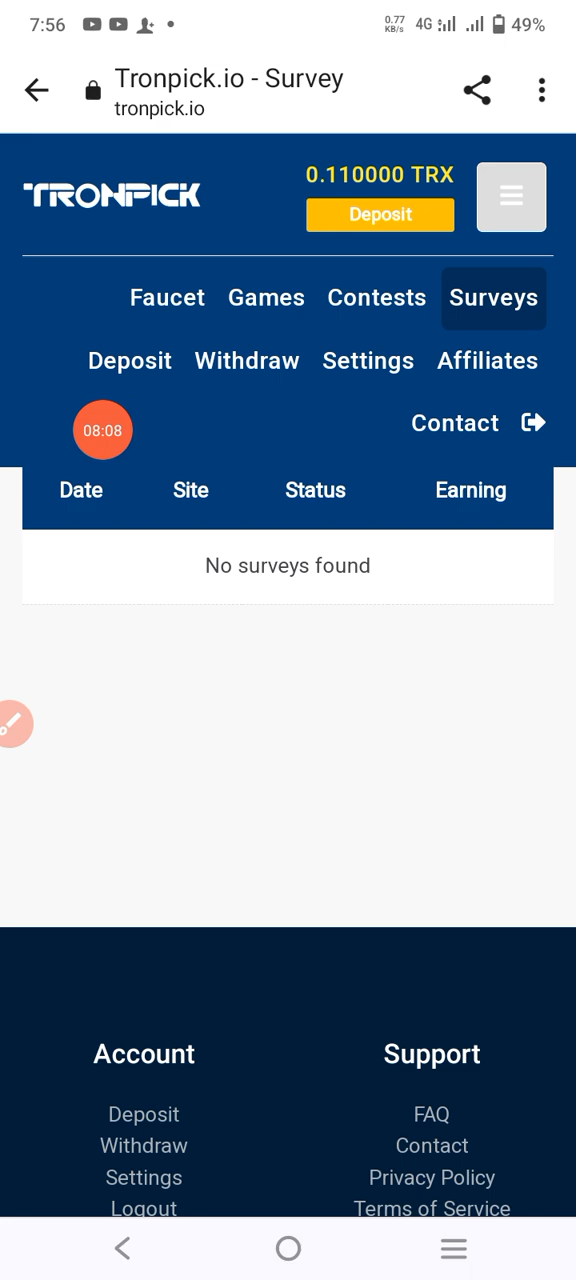 7:56 0.77 KB/s 4G 49%
Tronpick.io - Survey
tronpick.io
TRONPICK
0.110000 TRX
Deposit
Faucet Games Contests Surveys
Deposit Withdraw Settings Affiliates
08:08 Contact
Date Site Status Earning
No surveys found
Account Support
Deposit FAQ
Withdraw Contact
Settings Privacy Policy
Logout Terms of Service